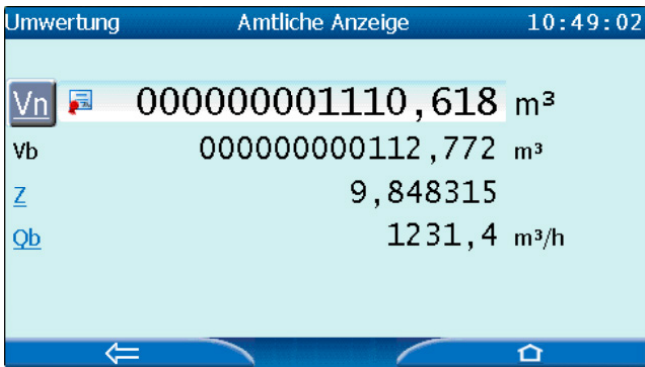 Umwertung Amtliche Anzeige 10:49:02
Vn 000000001110,618 m³
Vb 000000000112,772 m³
Z 9,848315
Qb 1231,4 m³/h